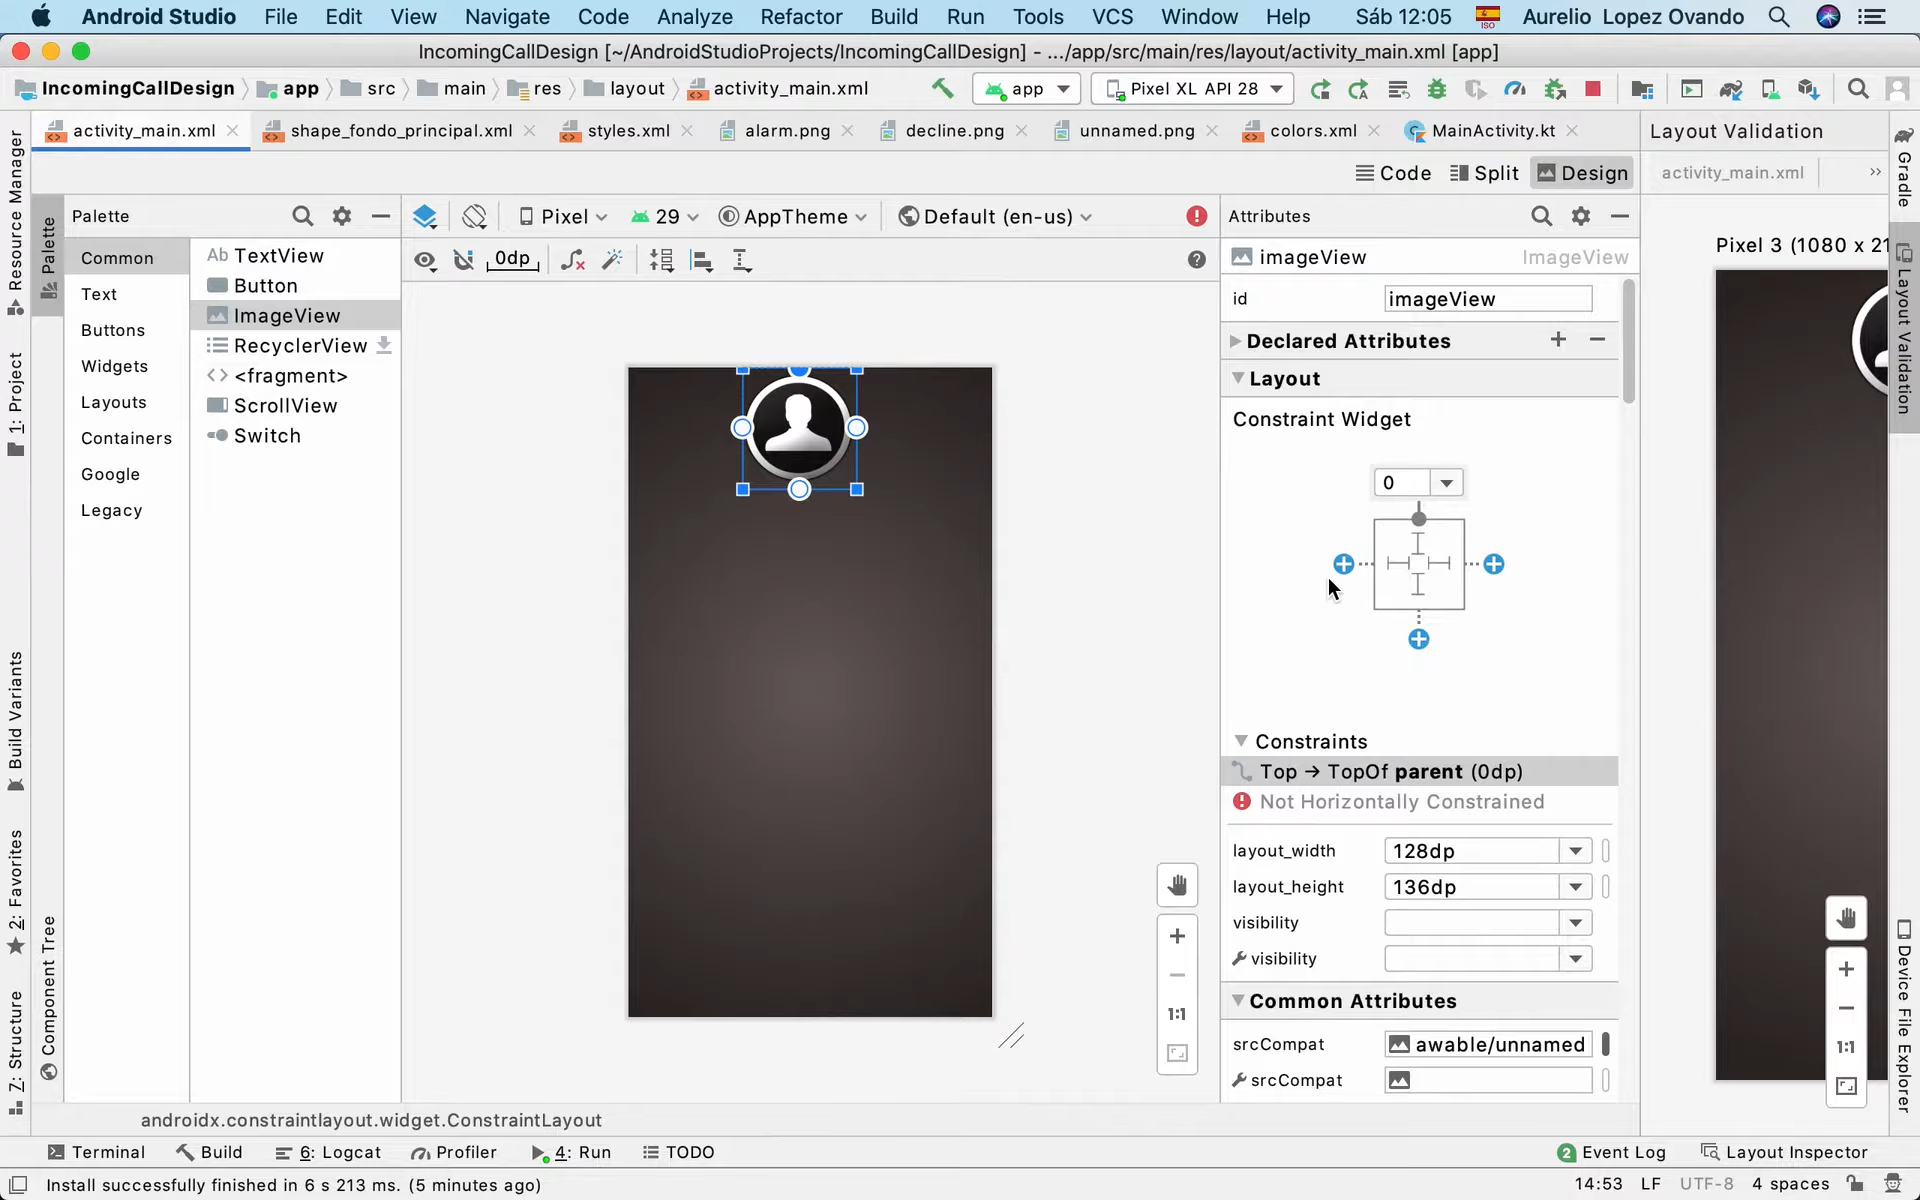 Android Studio File Edit View Navigate Code Analyze Refactor Build Run Tools VCS Window Help Sáb 12:05 ISO Aurelio Lopez Ovando
IncomingCallDesign [~/AndroidStudioProjects/IncomingCallDesign] - .../app/src/main/res/layout/activity_main.xml [app]
IncomingCallDesign app src main res layout activity_main.xml app Pixel XL API 28
activity_main.xml shape_fondo_principal.xml styles.xml alarm.png decline.png unnamed.png colors.xml MainActivity.kt Layout Validation
Code Split Design activity_main.xml »
Palette Pixel 29 AppTheme Default (en-us) Attributes
0dp
Common
Text
Buttons
Widgets
Layouts
Containers
Google
Legacy
Ab TextView
Button
ImageView
RecyclerView
<fragment>
ScrollView
Switch
imageView ImageView
id imageView
Declared Attributes
Layout
Constraint Widget
0
Constraints
Top → TopOf parent (0dp)
Not Horizontally Constrained
layout_width 128dp
layout_height 136dp
visibility
visibility
Common Attributes
srcCompat awable/unnamed
srcCompat
1:1
Pixel 3 (1080 x 21
1:1
Resource Manager
1: Project
Build Variants
2: Favorites
Z: Structure
Palette
Component Tree
Gradle
Layout Validation
Device File Explorer
androidx.constraintlayout.widget.ConstraintLayout
Terminal Build 6: Logcat Profiler 4: Run TODO 2 Event Log Layout Inspector
Install successfully finished in 6 s 213 ms. (5 minutes ago) 14:53 LF UTF-8 4 spaces